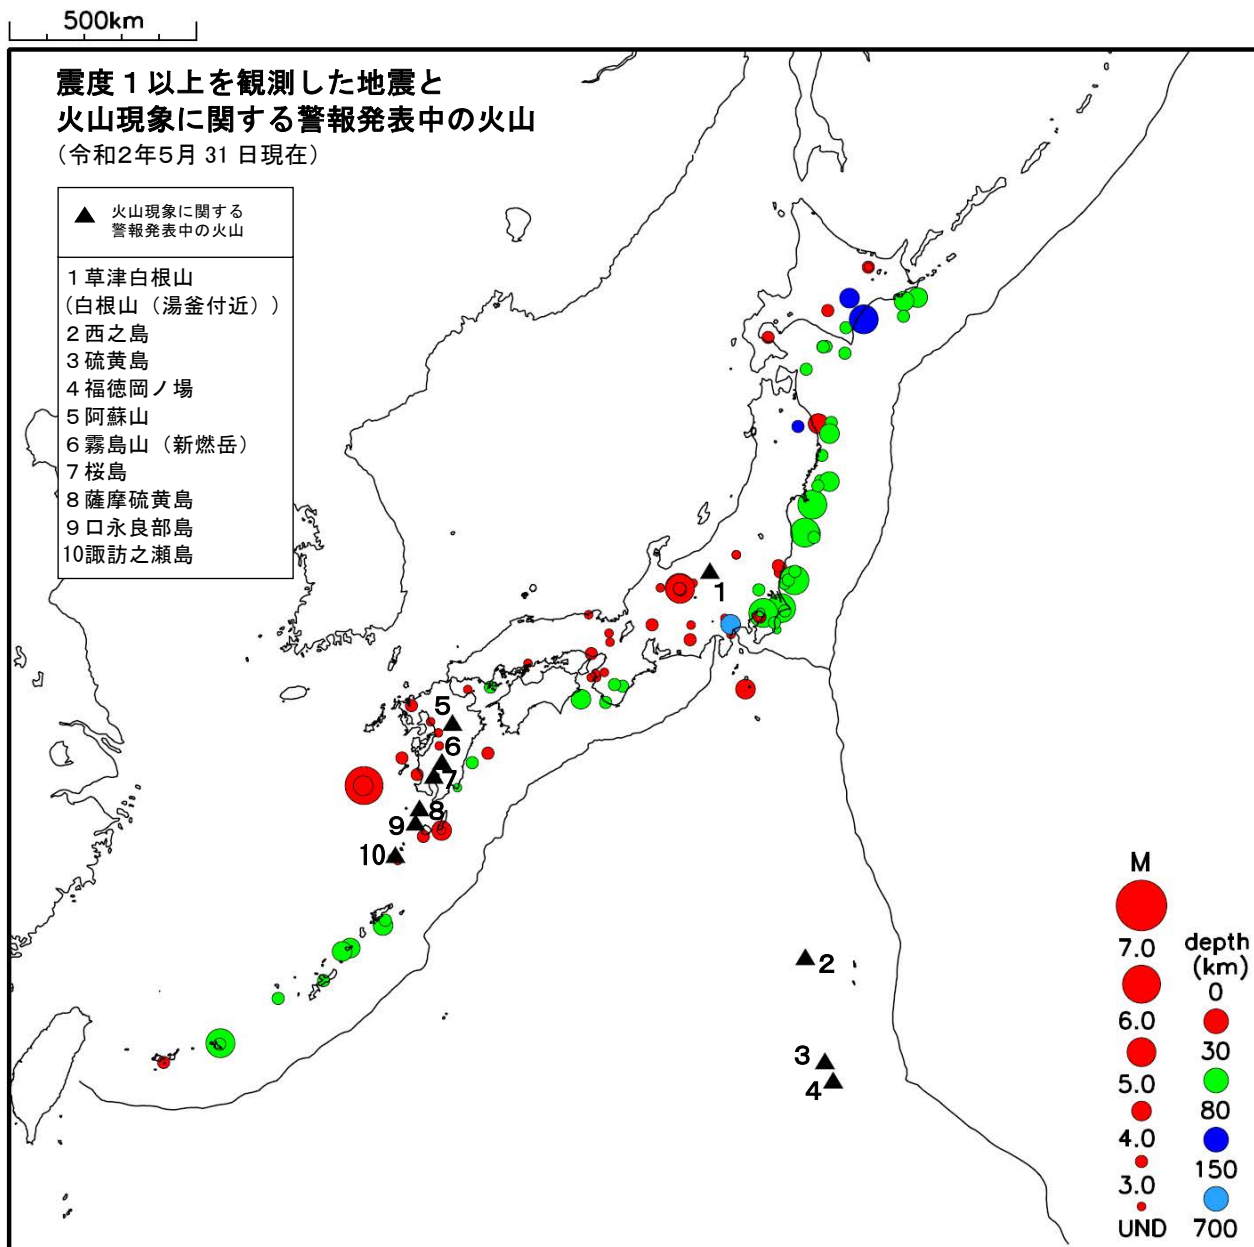 500km
震度１以上を観測した地震と
火山現象に関する警報発表中の火山
（令和2年5月 31 日現在）
火山現象に関する
警報発表中の火山
１草津白根山
(白根山（湯釜付近）)
２西之島
３硫黄島
４福徳岡ノ場
５阿蘇山
６霧島山（新燃岳）
７桜島
８薩摩硫黄島
９口永良部島
10諏訪之瀬島
1
5
6
7
8
9
10
2
3
4
M
7.0
6.0
5.0
4.0
3.0
UND
depth
(km)
0
30
80
150
700